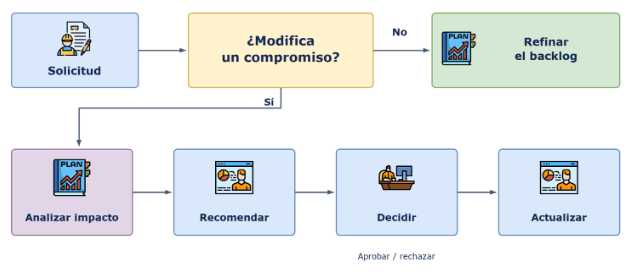 Solicitud
¿Modifica
un compromiso?
No
PLAN
Refinar
el backlog
Sí
PLAN
Analizar impacto
Recomendar
Decidir
Actualizar
Aprobar / rechazar